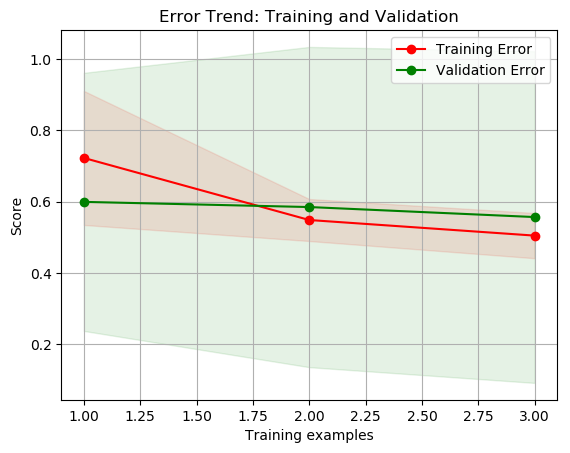 Error Trend: Training and Validation
Training Error
Validation Error
Score
1.0
0.8
0.6
0.4
0.2
1.00 1.25 1.50 1.75 2.00 2.25 2.50 2.75 3.00
Training examples